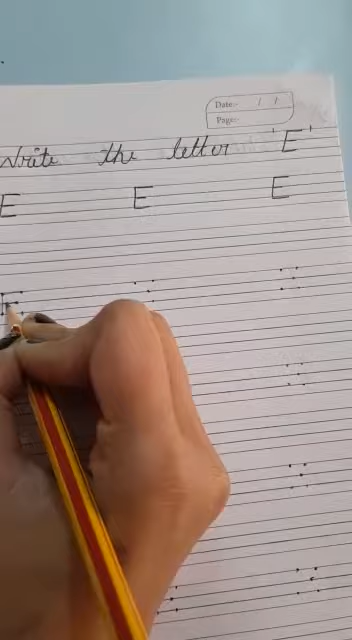 Date:- / /
Page:-
Write the letter 'E'
E E E
E